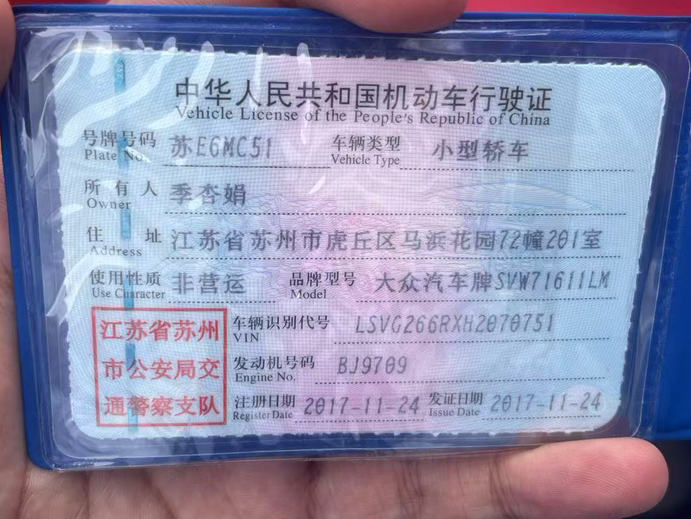 中华人民共和国机动车行驶证
Vehicle License of the People's Republic of China
号牌号码 苏E6MC51 车辆类型 小型轿车
Plate No. Vehicle Type
所有人 季杏娟
Owner
住址 江苏省苏州市虎丘区马浜花园72幢201室
Address
使用性质 非营运 品牌型号 大众汽车牌SVW71611LM
Use Character Model
江苏省苏州 车辆识别代号 LSVG266RXH2070751
VIN
市公安局交 发动机号码 BJ9709
Engine No.
通警察支队 注册日期 2017-11-24 发证日期 2017-11-24
Register Date Issue Date